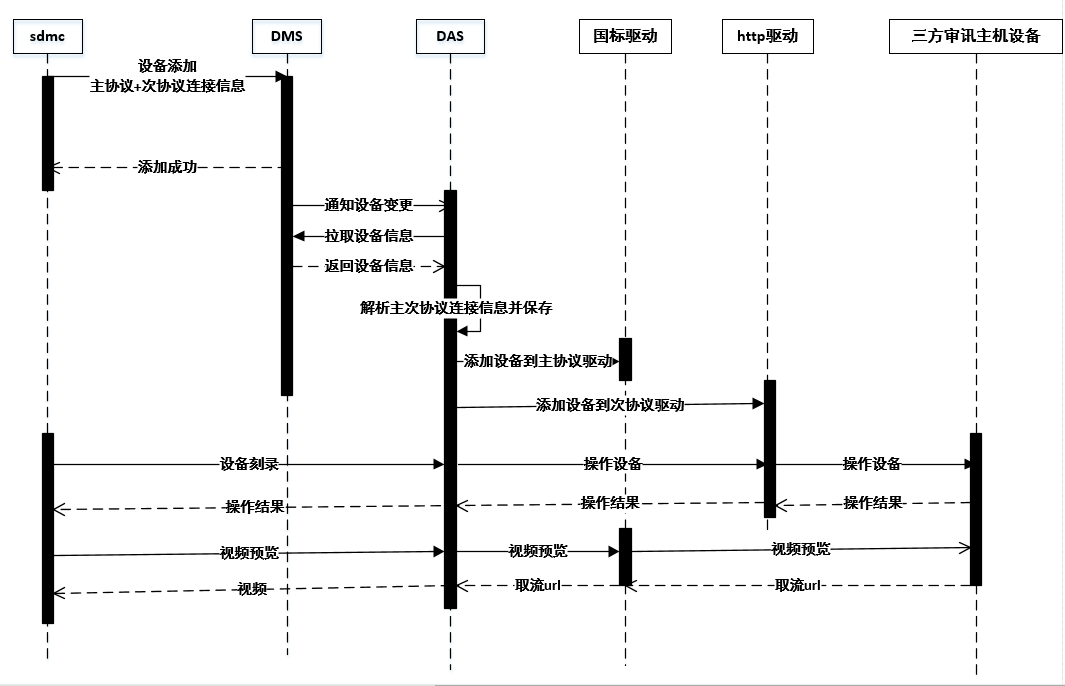 sdmc
DMS
DAS
国标驱动
http驱动
三方审讯主机设备
设备添加
主协议+次协议连接信息
添加成功
通知设备变更
拉取设备信息
返回设备信息
解析主次协议连接信息并保存
添加设备到主协议驱动
添加设备到次协议驱动
设备刻录
操作设备
操作设备
操作结果
操作结果
操作结果
视频预览
视频预览
视频预览
视频
取流url
取流url